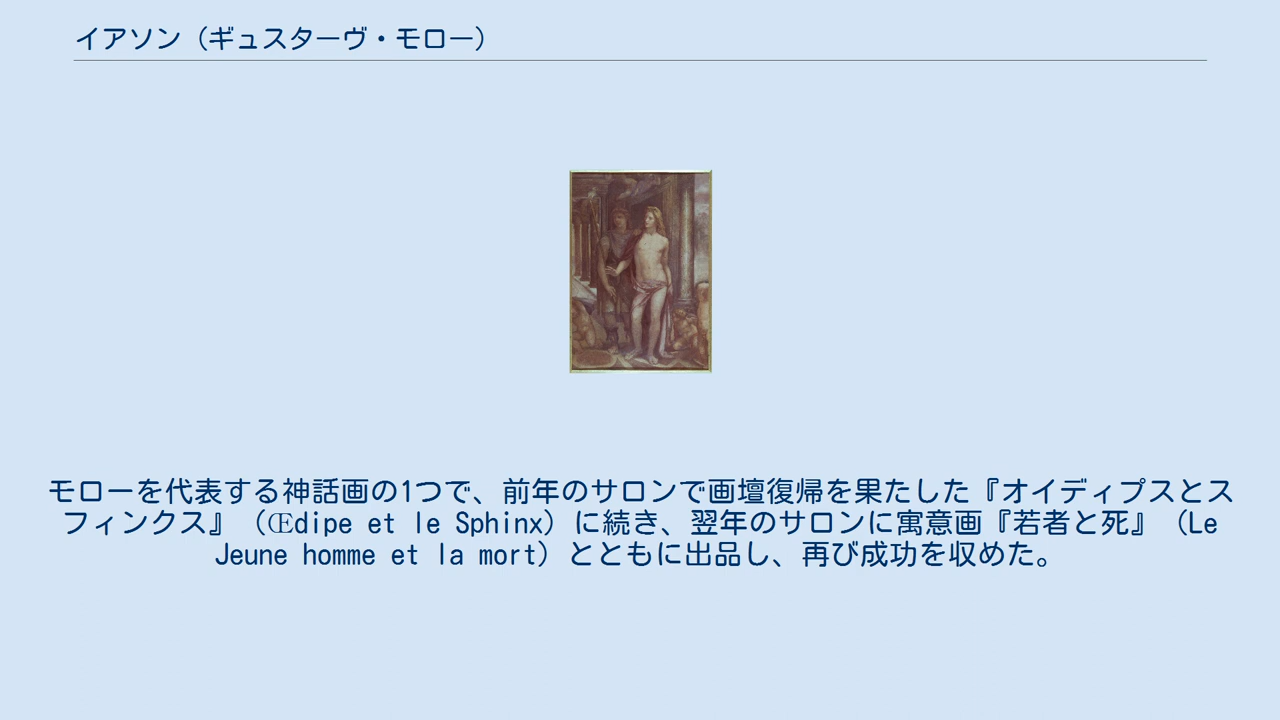 イアソン（ギュスターヴ・モロー）
モローを代表する神話画の1つで、前年のサロンで画壇復帰を果たした『オイディプスとス
フィンクス』（Œdipe et le Sphinx）に続き、翌年のサロンに寓意画『若者と死』（Le
Jeune homme et la mort）とともに出品し、再び成功を収めた。